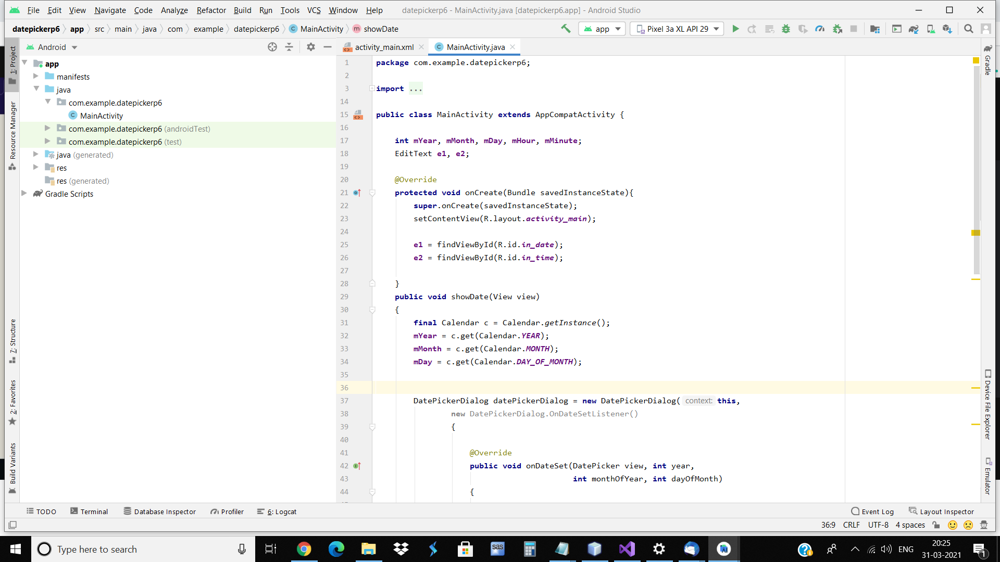 File Edit View Navigate Code Analyze Refactor Build Run Tools VCS Window Help datepickerp6 - MainActivity.java [datepickerp6.app] - Android Studio
datepickerp6 app src main java com example datepickerp6 C MainActivity m showDate app Pixel 3a XL API 29
Android
activity_main.xml
C MainActivity.java
1: Project
Resource Manager
7: Structure
2: Favorites
Build Variants
app
manifests
java
com.example.datepickerp6
C MainActivity
com.example.datepickerp6 (androidTest)
com.example.datepickerp6 (test)
java (generated)
res
res (generated)
Gradle Scripts
1 package com.example.datepickerp6;
2
3 import ...
14
15 public class MainActivity extends AppCompatActivity {
16
17 int mYear, mMonth, mDay, mHour, mMinute;
18 EditText e1, e2;
19
20 @Override
21 protected void onCreate(Bundle savedInstanceState){
22 super.onCreate(savedInstanceState);
23 setContentView(R.layout.activity_main);
24
25 e1 = findViewById(R.id.in_date);
26 e2 = findViewById(R.id.in_time);
27
28 }
29 public void showDate(View view)
30 {
31 final Calendar c = Calendar.getInstance();
32 mYear = c.get(Calendar.YEAR);
33 mMonth = c.get(Calendar.MONTH);
34 mDay = c.get(Calendar.DAY_OF_MONTH);
35
36
37 DatePickerDialog datePickerDialog = new DatePickerDialog( context: this,
38 new DatePickerDialog.OnDateSetListener()
39 {
40
41 @Override
42 public void onDateSet(DatePicker view, int year,
43 int monthOfYear, int dayOfMonth)
44 {
Gradle
Device File Explorer
Emulator
TODO Terminal Database Inspector Profiler 6: Logcat Event Log Layout Inspector
36:9 CRLF UTF-8 4 spaces
Type here to search
sas
ENG
20:25
31-03-2021
1